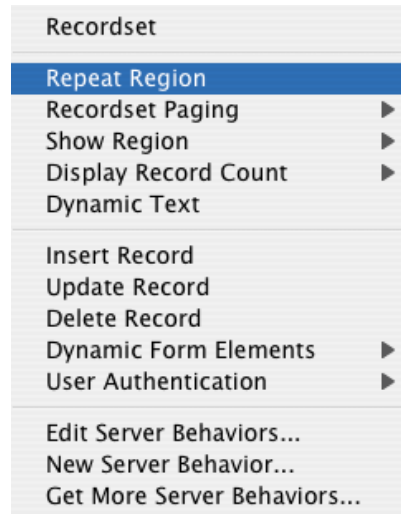 Recordset
Repeat Region
Recordset Paging
Show Region
Display Record Count
Dynamic Text
Insert Record
Update Record
Delete Record
Dynamic Form Elements
User Authentication
Edit Server Behaviors...
New Server Behavior...
Get More Server Behaviors...